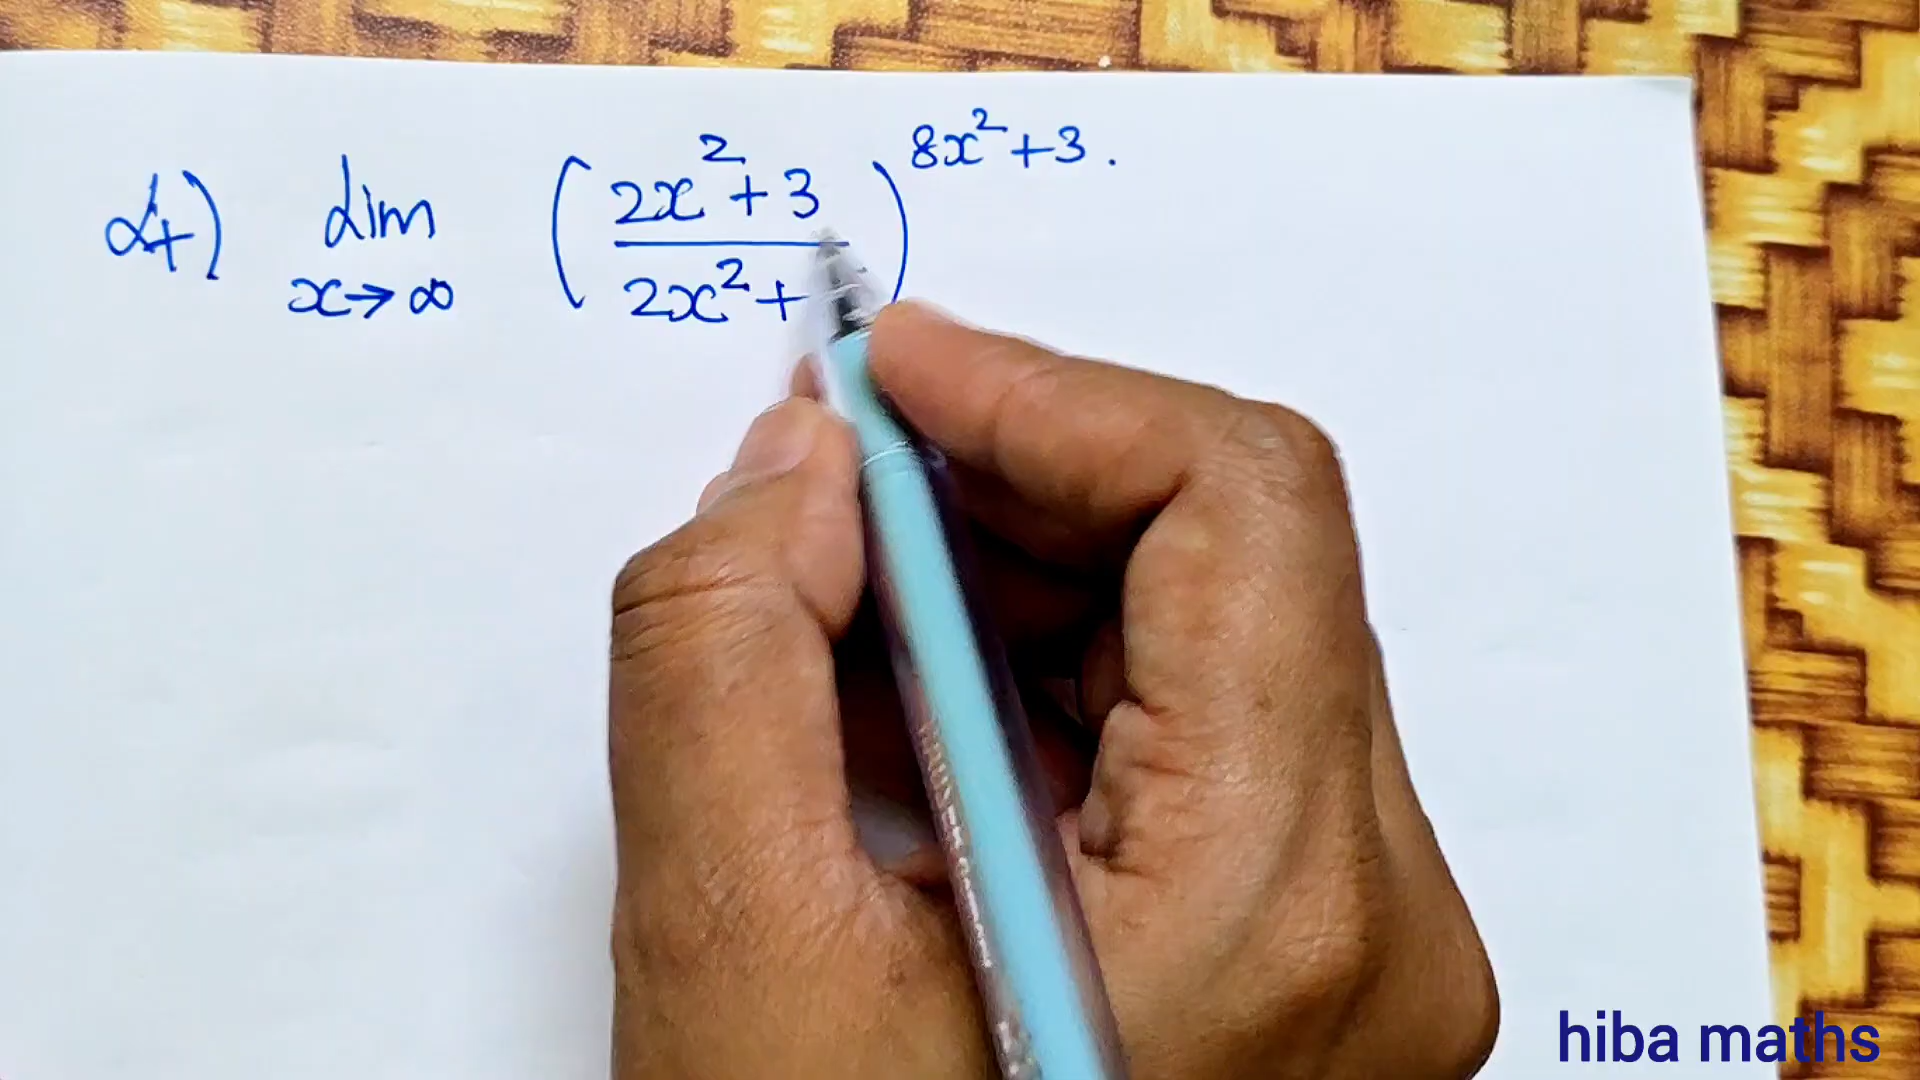 4) Lim (2x²+3 / 2x²+ )^8x²+3.
x→∞
hiba maths